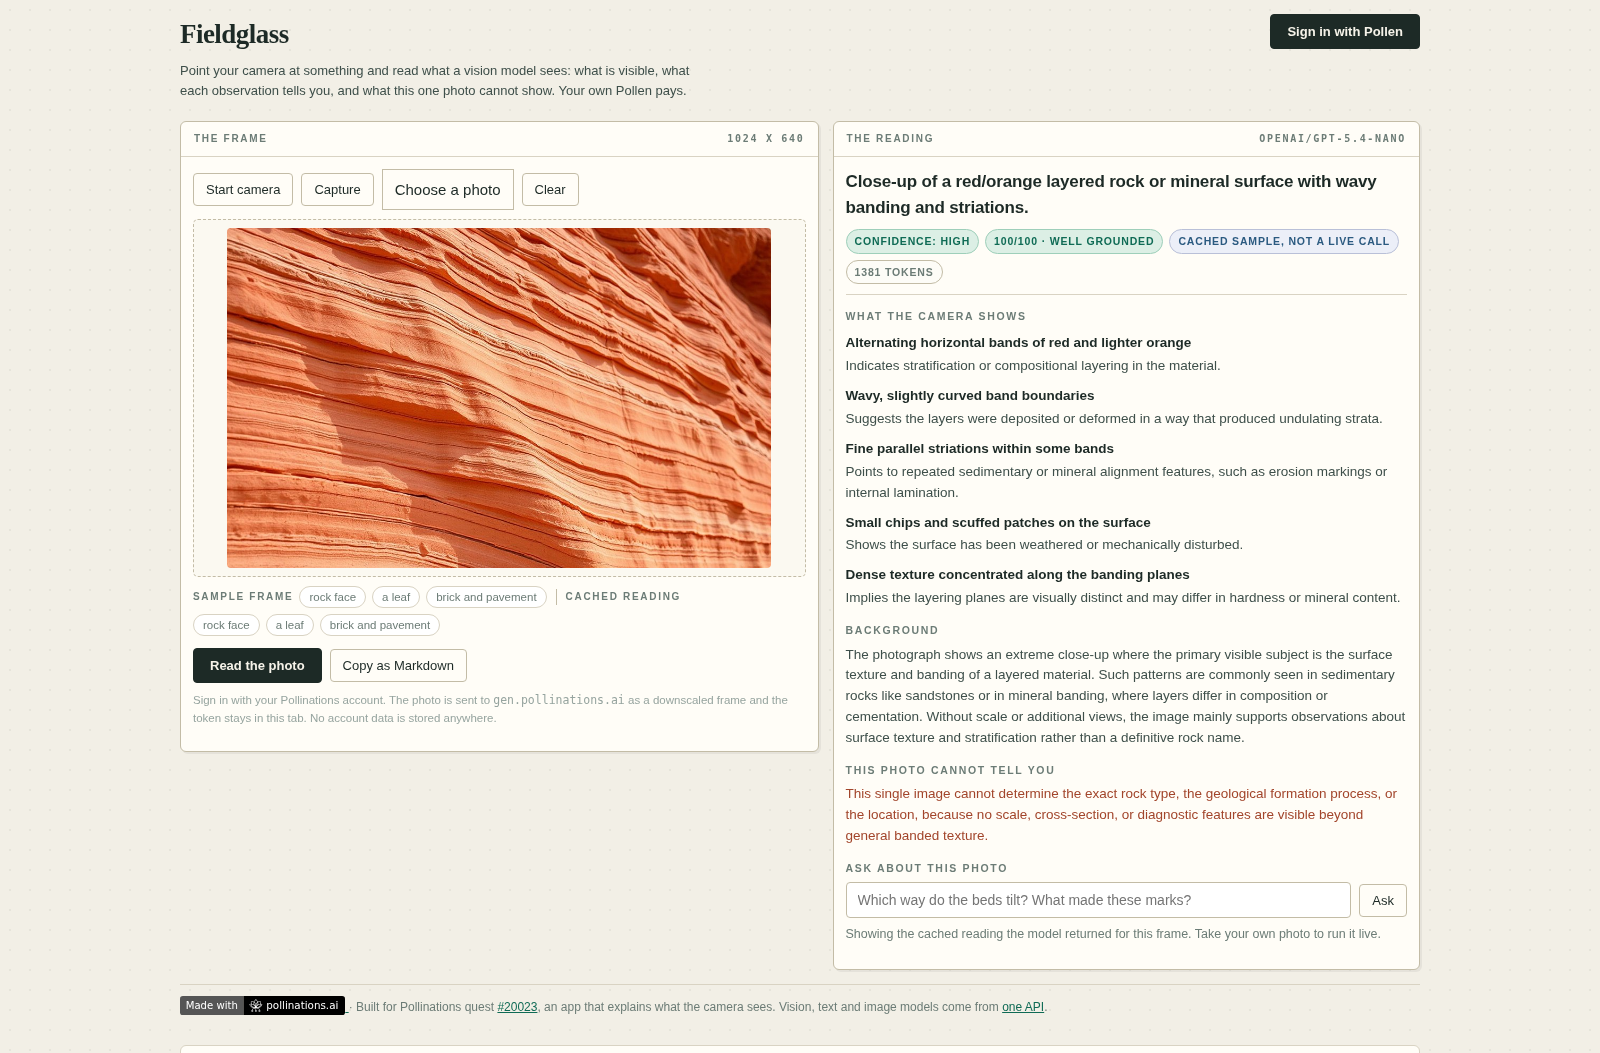 Fieldglass
Sign in with Pollen
Point your camera at something and read what a vision model sees: what is visible, what
each observation tells you, and what this one photo cannot show. Your own Pollen pays.
THE FRAME
1024 X 640
Start camera
Capture
Choose a photo
Clear
SAMPLE FRAME
rock face
a leaf
brick and pavement
CACHED READING
rock face
a leaf
brick and pavement
Read the photo
Copy as Markdown
Sign in with your Pollinations account. The photo is sent to gen.pollinations.ai as a downscaled frame and the
token stays in this tab. No account data is stored anywhere.
THE READING
OPENAI/GPT-5.4-NANO
Close-up of a red/orange layered rock or mineral surface with wavy
banding and striations.
CONFIDENCE: HIGH
100/100 · WELL GROUNDED
CACHED SAMPLE, NOT A LIVE CALL
1381 TOKENS
WHAT THE CAMERA SHOWS
Alternating horizontal bands of red and lighter orange
Indicates stratification or compositional layering in the material.
Wavy, slightly curved band boundaries
Suggests the layers were deposited or deformed in a way that produced undulating strata.
Fine parallel striations within some bands
Points to repeated sedimentary or mineral alignment features, such as erosion markings or
internal lamination.
Small chips and scuffed patches on the surface
Shows the surface has been weathered or mechanically disturbed.
Dense texture concentrated along the banding planes
Implies the layering planes are visually distinct and may differ in hardness or mineral content.
BACKGROUND
The photograph shows an extreme close-up where the primary visible subject is the surface
texture and banding of a layered material. Such patterns are commonly seen in sedimentary
rocks like sandstones or in mineral banding, where layers differ in composition or
cementation. Without scale or additional views, the image mainly supports observations about
surface texture and stratification rather than a definitive rock name.
THIS PHOTO CANNOT TELL YOU
This single image cannot determine the exact rock type, the geological formation process, or
the location, because no scale, cross-section, or diagnostic features are visible beyond
general banded texture.
ASK ABOUT THIS PHOTO
Which way do the beds tilt? What made these marks?
Ask
Showing the cached reading the model returned for this frame. Take your own photo to run it live.
Made with pollinations.ai · Built for Pollinations quest #20023, an app that explains what the camera sees. Vision, text and image models come from one API.